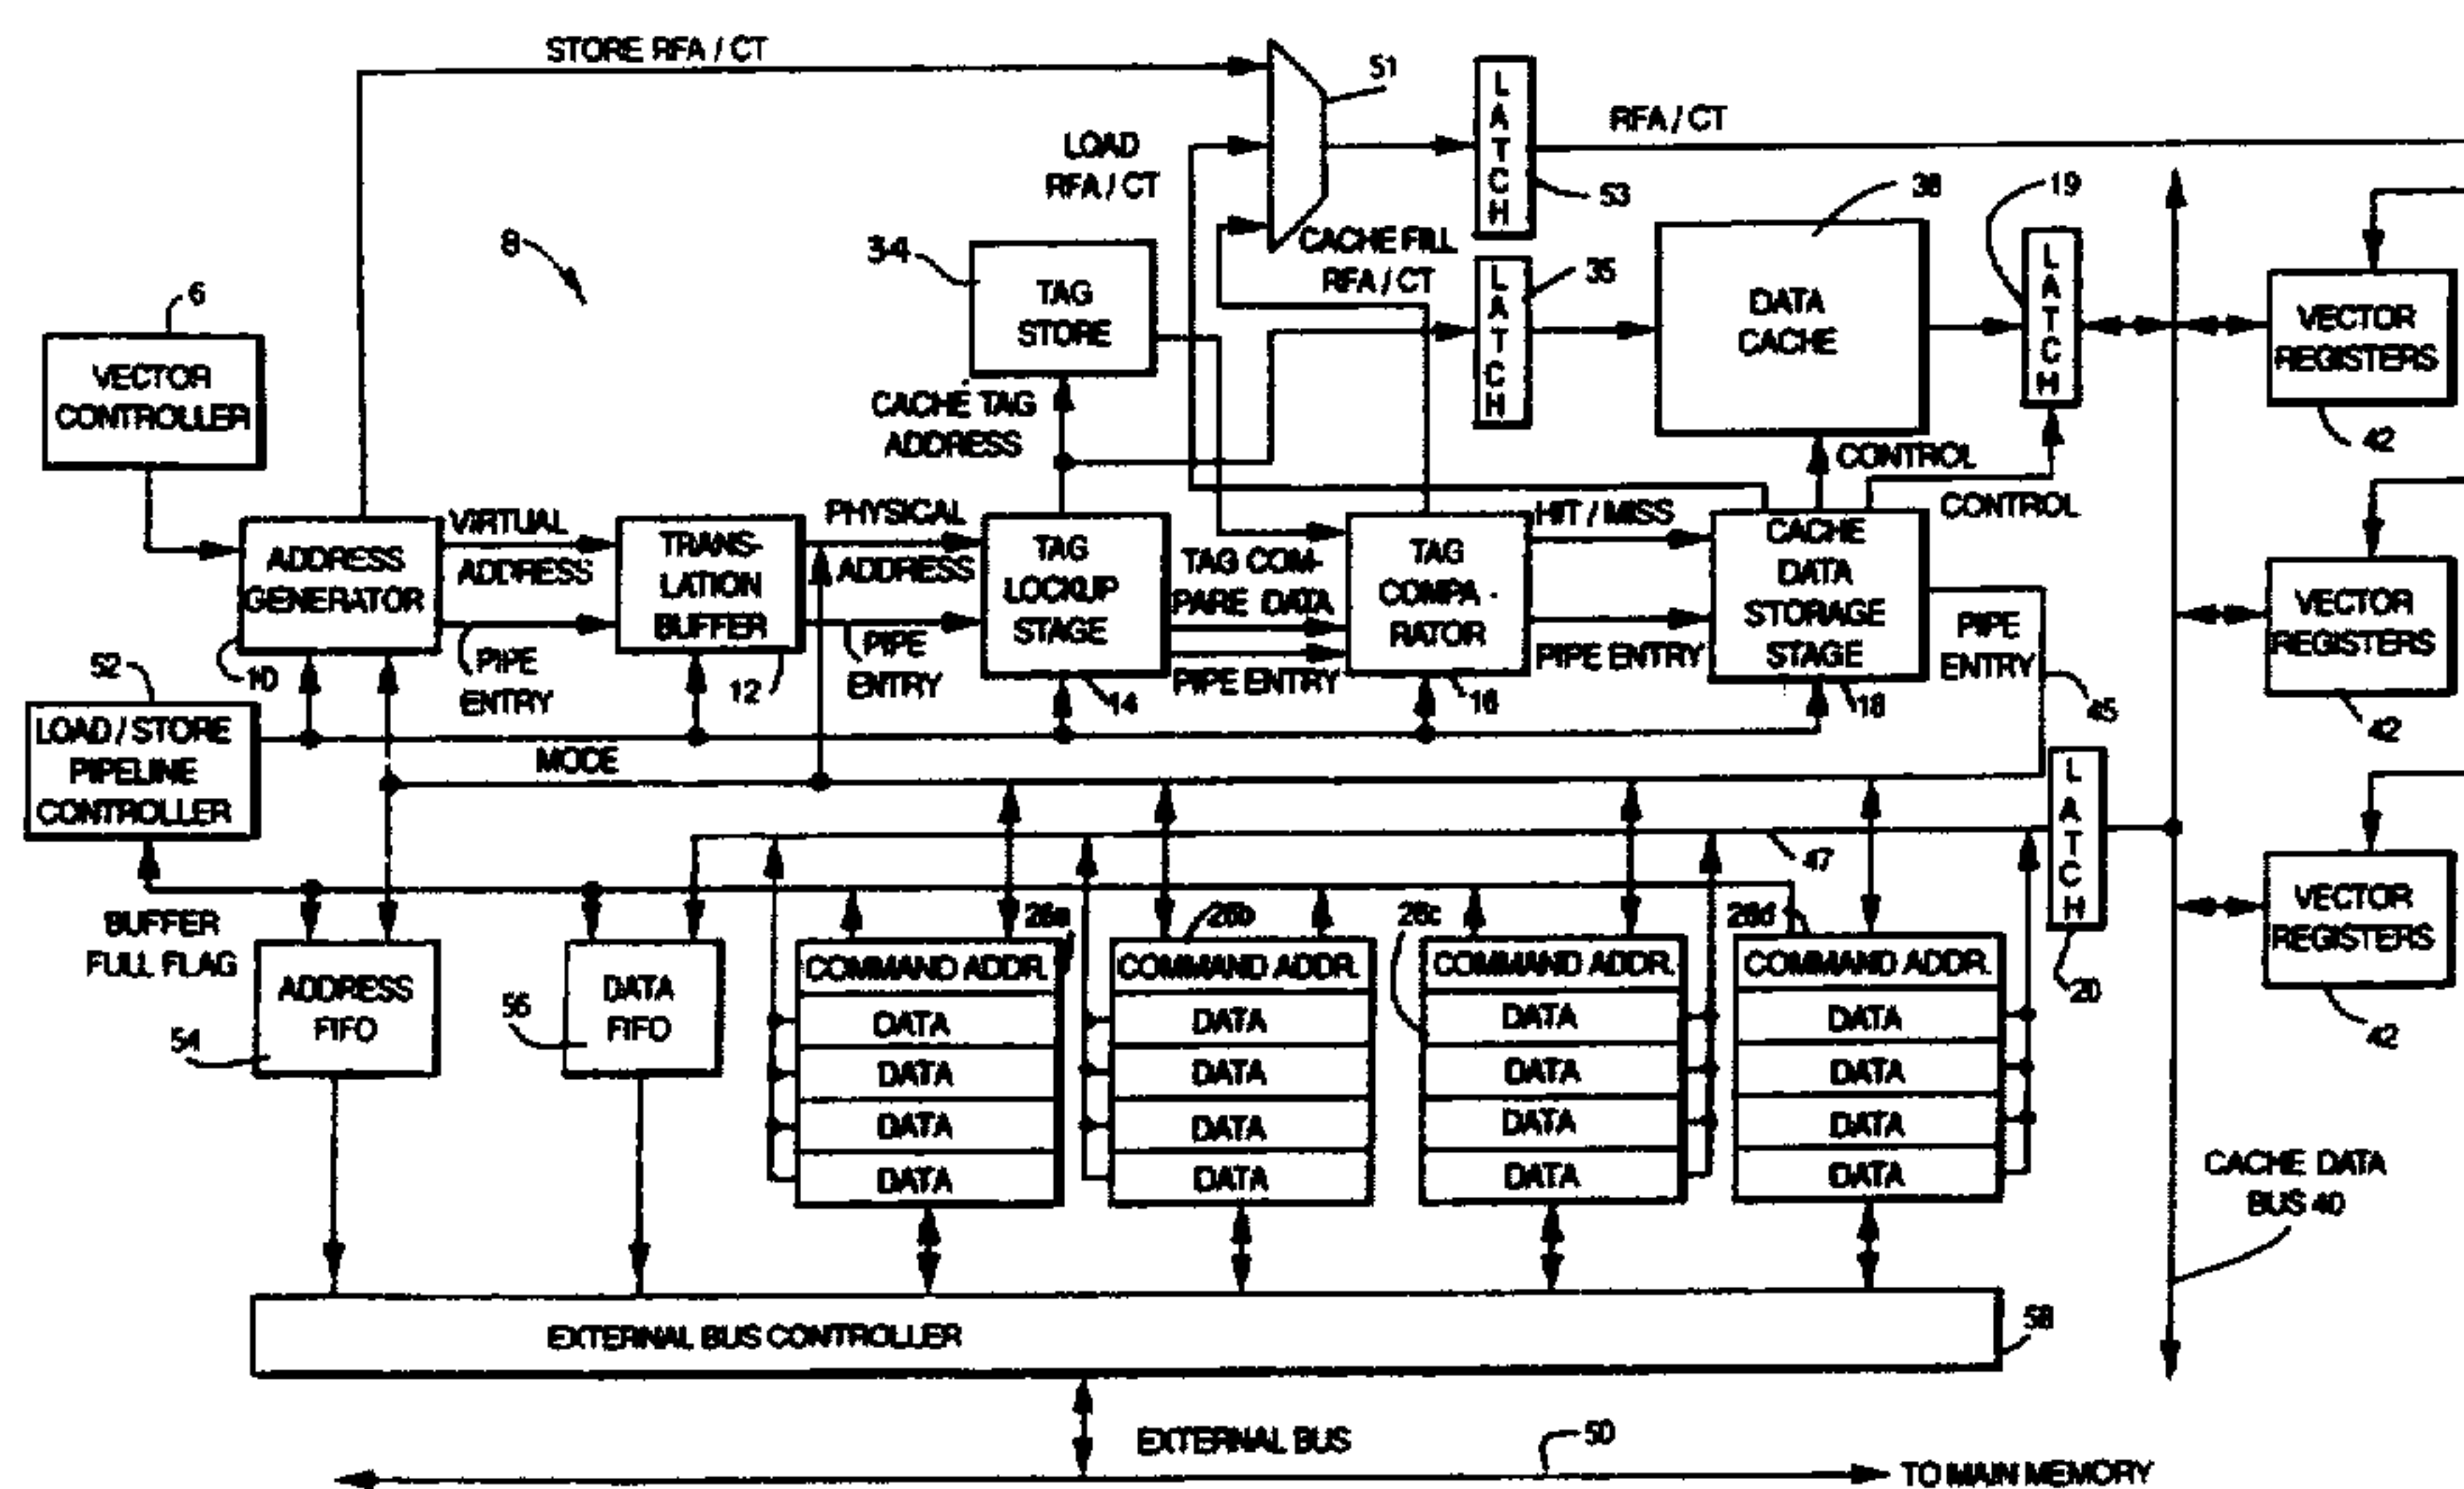 STORE RFA / CT
51
LATCH
RFA / CT
LOAD
RFA / CT
53
38
19
8
34
TAG
STORE
CACHE FILL
RFA / CT
LATCH
35
DATA
CACHE
LATCH
VECTOR
REGISTERS
42
6
VECTOR
CONTROLLER
CACHE TAG
ADDRESS
CONTROL
CONTROL
ADDRESS
GENERATOR
10
VIRTUAL
ADDRESS
PIPE
ENTRY
TRANS-
LATION
BUFFER
12
PHYSICAL
ADDRESS
PIPE
ENTRY
TAG
LOCKUP
STAGE
14
TAG COM-
PARE DATA
PIPE ENTRY
TAG
COMPA -
RATOR
16
HIT / MISS
PIPE ENTRY
CACHE
DATA
STORAGE
STAGE
18
PIPE
ENTRY
45
VECTOR
REGISTERS
42
52
LOAD / STORE
PIPELINE
CONTROLLER
MODE
47
LATCH
20
VECTOR
REGISTERS
42
BUFFER
FULL FLAG
ADDRESS
FIFO
54
DATA
FIFO
56
26a
COMMAND ADDR.
DATA
DATA
DATA
DATA
26b
COMMAND ADDR.
DATA
DATA
DATA
DATA
26c
COMMAND ADDR.
DATA
DATA
DATA
DATA
26d
COMMAND ADDR.
DATA
DATA
DATA
DATA
CACHE DATA
BUS 40
EXTERNAL BUS CONTROLLER
58
EXTERNAL BUS
50
TO MAIN MEMORY